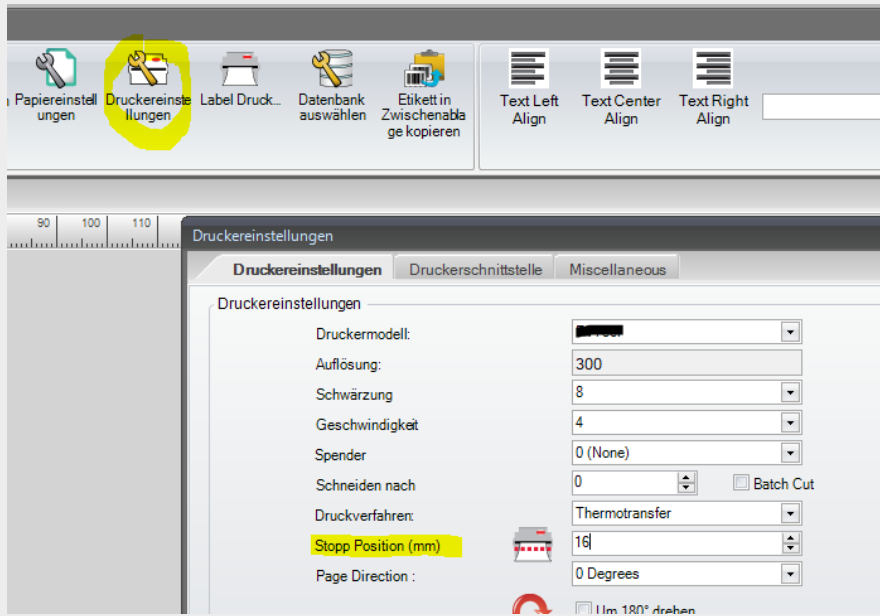 Papiereinstell
ungen
Druckereinste
llungen
Label Druck...
Datenbank
auswählen
Etikett in
Zwischenabla
ge kopieren
Text Left
Align
Text Center
Align
Text Right
Align
90 100 110
Druckereinstellungen
Druckereinstellungen Druckerschnittstelle Miscellaneous
Druckereinstellungen
Druckermodell:
Auflösung: 300
Schwärzung 8
Geschwindigkeit 4
Spender 0 (None)
Schneiden nach 0 Batch Cut
Druckverfahren: Thermotransfer
Stopp Position (mm) 16
Page Direction : 0 Degrees
Um 180° drehen